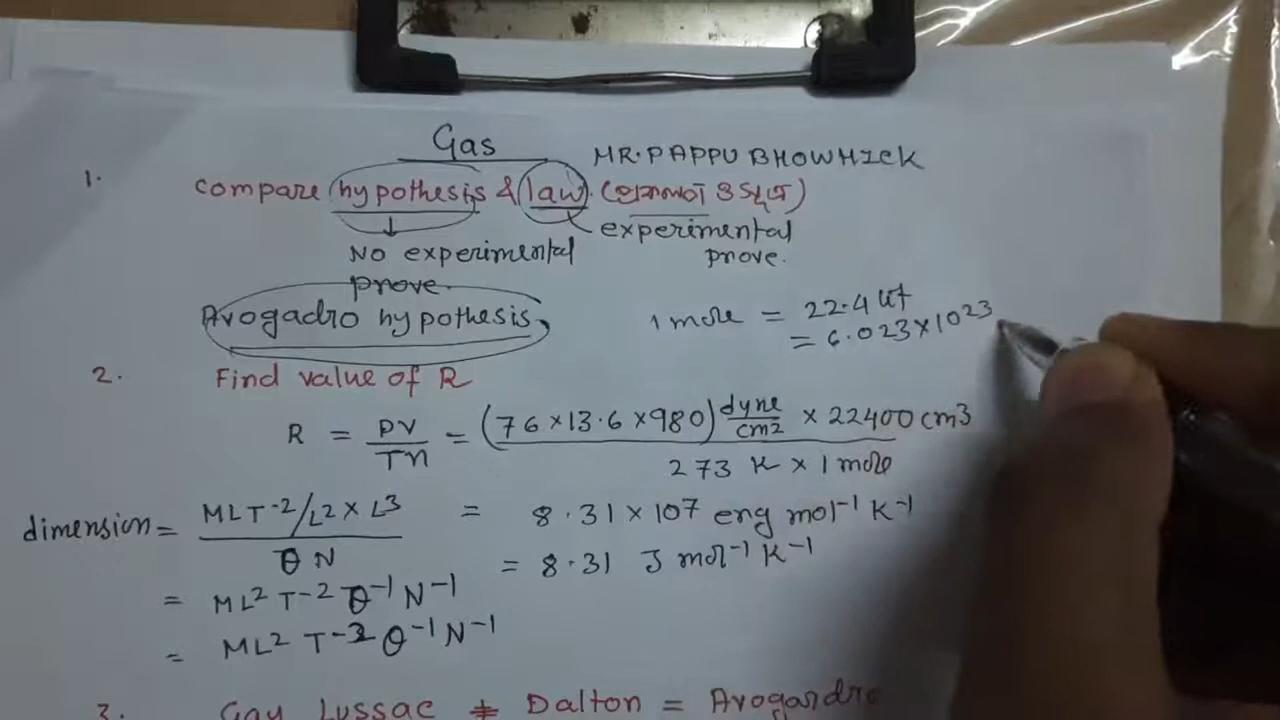 Gas
MR. PAPPU BHOWMICK
1. compare hypothesis & law. (প্রকল্প ও সূত্র)
No experimental prove.
experimental prove.
Avogadro hypothesis,
1 mole = 22.4 lit
= 6.023 × 10²³
2. Find value of R
R = PV/Tn = (76 × 13.6 × 980) dyne/cm² × 22400 cm³ / 273 K × 1 mole
dimension = MLT⁻²/L² × L³ / θ N = 8.31 × 10⁷ erg mol⁻¹ K⁻¹
= 8.31 J mol⁻¹ K⁻¹
= ML² T⁻² θ⁻¹ N⁻¹
= ML² T⁻² θ⁻¹ N⁻¹
3. Gay Lussac ≠ Dalton = Avogardro